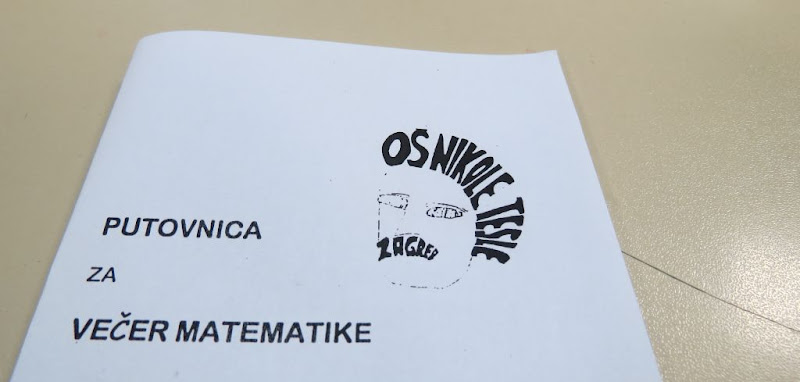 OŠ NIKOLE TESLE
ZAGREB
PUTOVNICA
ZA
VEČER MATEMATIKE